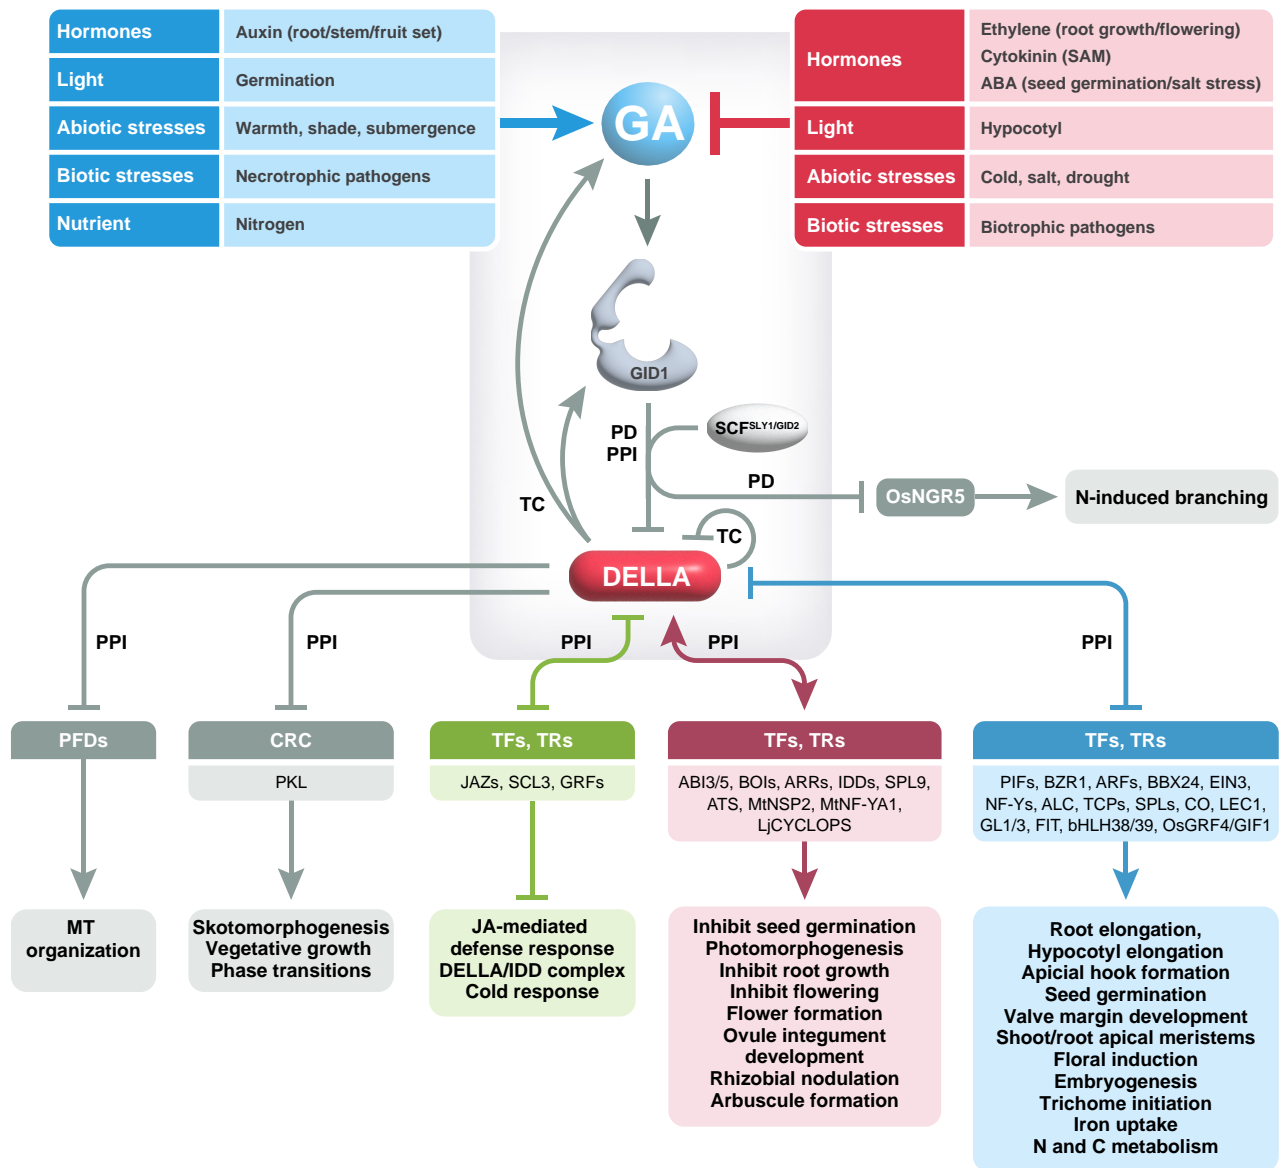 Hormones
Auxin (root/stem/fruit set)
Light
Germination
Abiotic stresses
Warmth, shade, submergence
Biotic stresses
Necrotrophic pathogens
Nutrient
Nitrogen
Hormones
Ethylene (root growth/flowering)
Cytokinin (SAM)
ABA (seed germination/salt stress)
Light
Hypocotyl
Abiotic stresses
Cold, salt, drought
Biotic stresses
Biotrophic pathogens
GA
GID1
PD
PPI
SCFSLY1/GID2
PD
OsNGR5
N-induced branching
TC
TC
DELLA
PPI
PPI
PPI
PPI
PPI
PFDs
MT
organization
CRC
PKL
Skotomorphogenesis
Vegetative growth
Phase transitions
TFs, TRs
JAZs, SCL3, GRFs
JA-mediated
defense response
DELLA/IDD complex
Cold response
TFs, TRs
ABI3/5, BOIs, ARRs, IDDs, SPL9,
ATS, MtNSP2, MtNF-YA1,
LjCYCLOPS
Inhibit seed germination
Photomorphogenesis
Inhibit root growth
Inhibit flowering
Flower formation
Ovule integument
development
Rhizobial nodulation
Arbuscule formation
TFs, TRs
PIFs, BZR1, ARFs, BBX24, EIN3,
NF-Ys, ALC, TCPs, SPLs, CO, LEC1,
GL1/3, FIT, bHLH38/39, OsGRF4/GIF1
Root elongation,
Hypocotyl elongation
Apicial hook formation
Seed germination
Valve margin development
Shoot/root apical meristems
Floral induction
Embryogenesis
Trichome initiation
Iron uptake
N and C metabolism